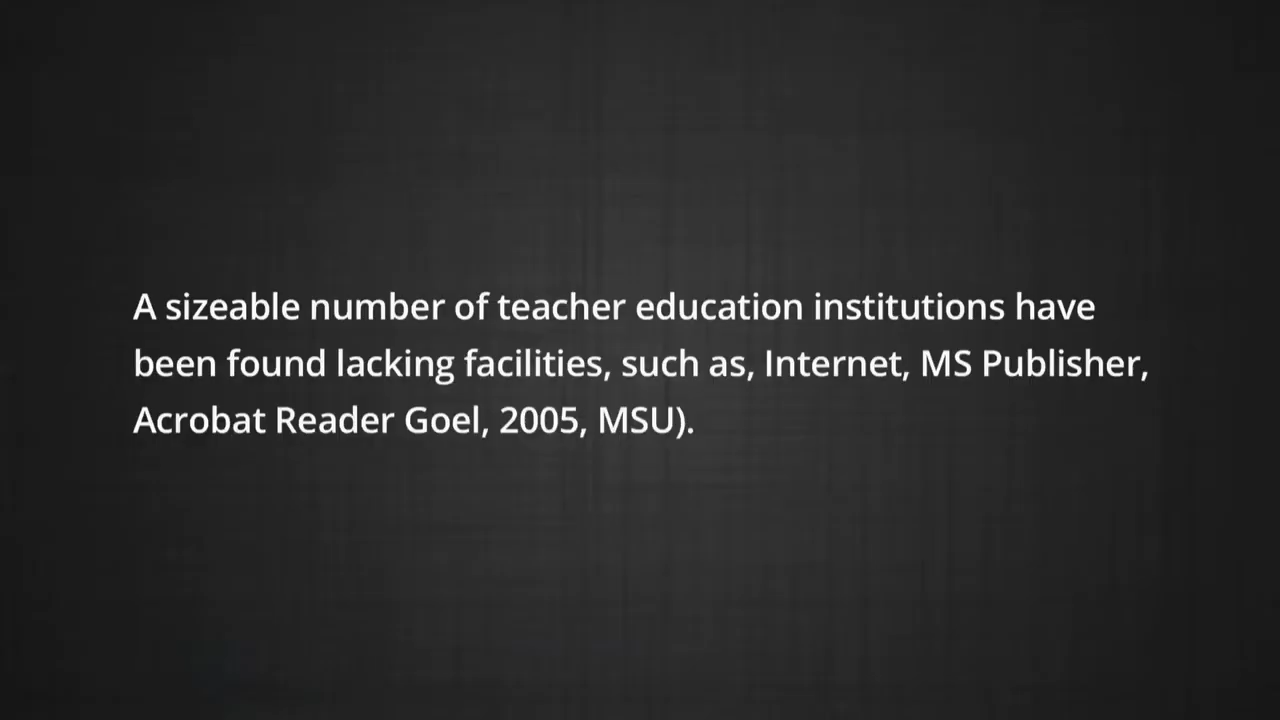 A sizeable number of teacher education institutions have
been found lacking facilities, such as, Internet, MS Publisher,
Acrobat Reader Goel, 2005, MSU).